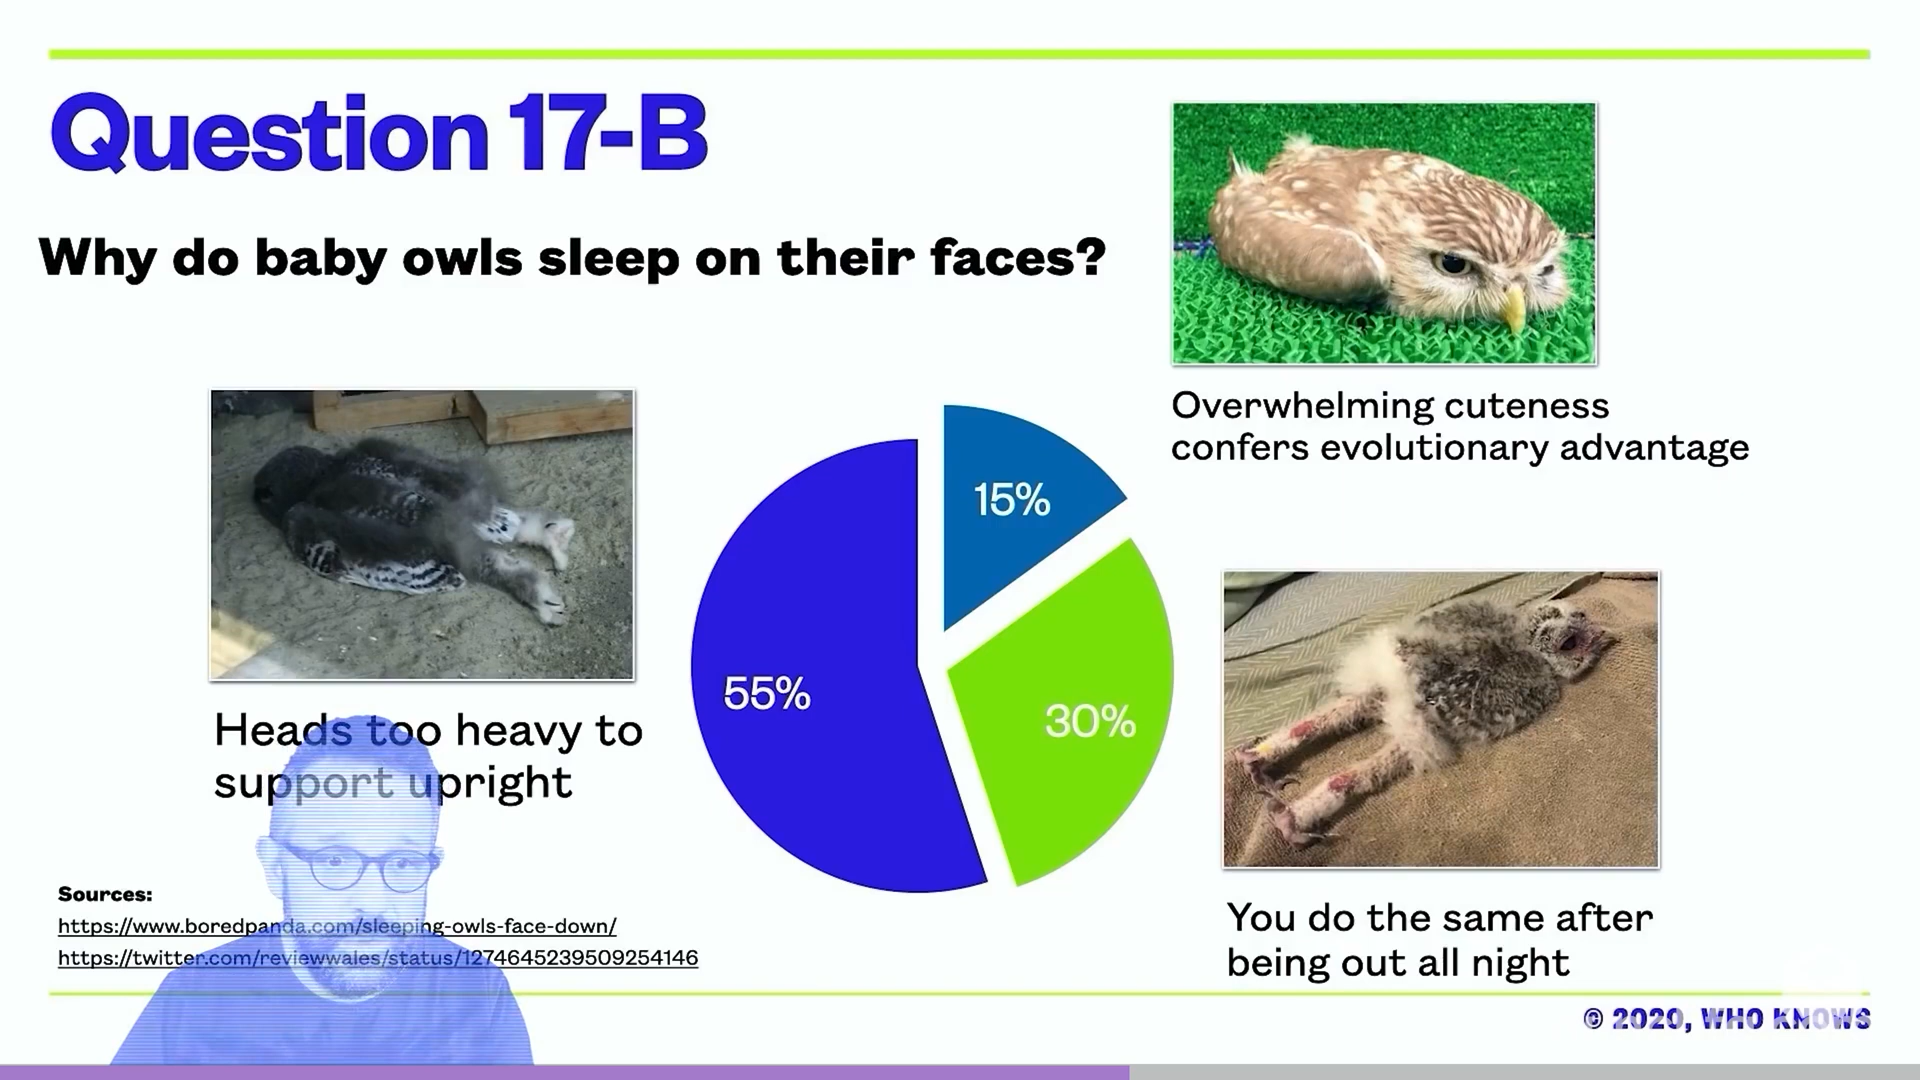 Question 17-B
Why do baby owls sleep on their faces?
Overwhelming cuteness
confers evolutionary advantage
15%
55%
30%
Heads too heavy to
support upright
You do the same after
being out all night
Sources:
https://www.boredpanda.com/sleeping-owls-face-down/
https://twitter.com/reviewwales/status/1274645239509254146
© 2020, WHO KNOWS